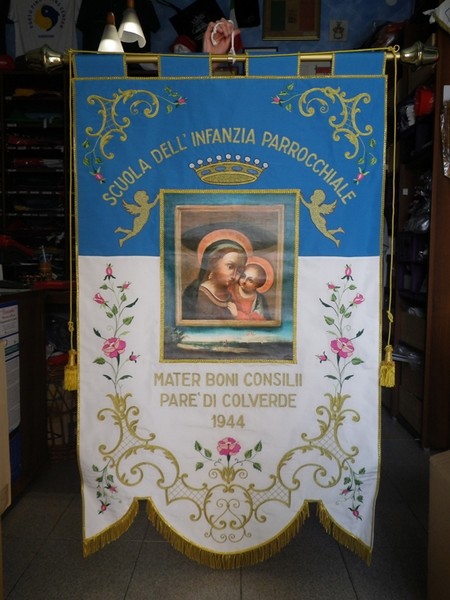 SCUOLA DELL'INFANZIA PARROCCHIALE
MATER BONI CONSILII
PARE' DI COLVERDE
1944